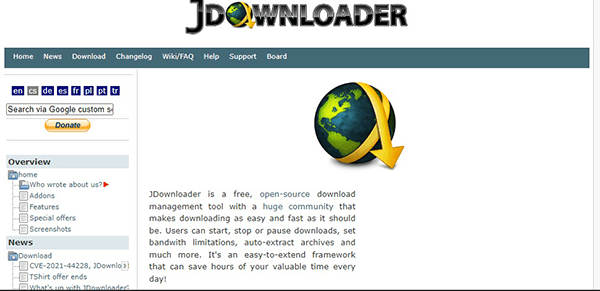 JDOWNLOADER
Home News Download Changelog Wiki/FAQ Help Support Board
en cs de es fr pl pt tr
Search via Google custom s
Donate
Overview
home
Who wrote about us?
Addons
Features
Special offers
Screenshots
News
Download
CVE-2021-44228, JDownlo
TShirt offer ends
What's up with JDownloader
JDownloader is a free, open-source download
management tool with a huge community that
makes downloading as easy and fast as it should
be. Users can start, stop or pause downloads, set
bandwith limitations, auto-extract archives and
much more. It's an easy-to-extend framework
that can save hours of your valuable time every
day!